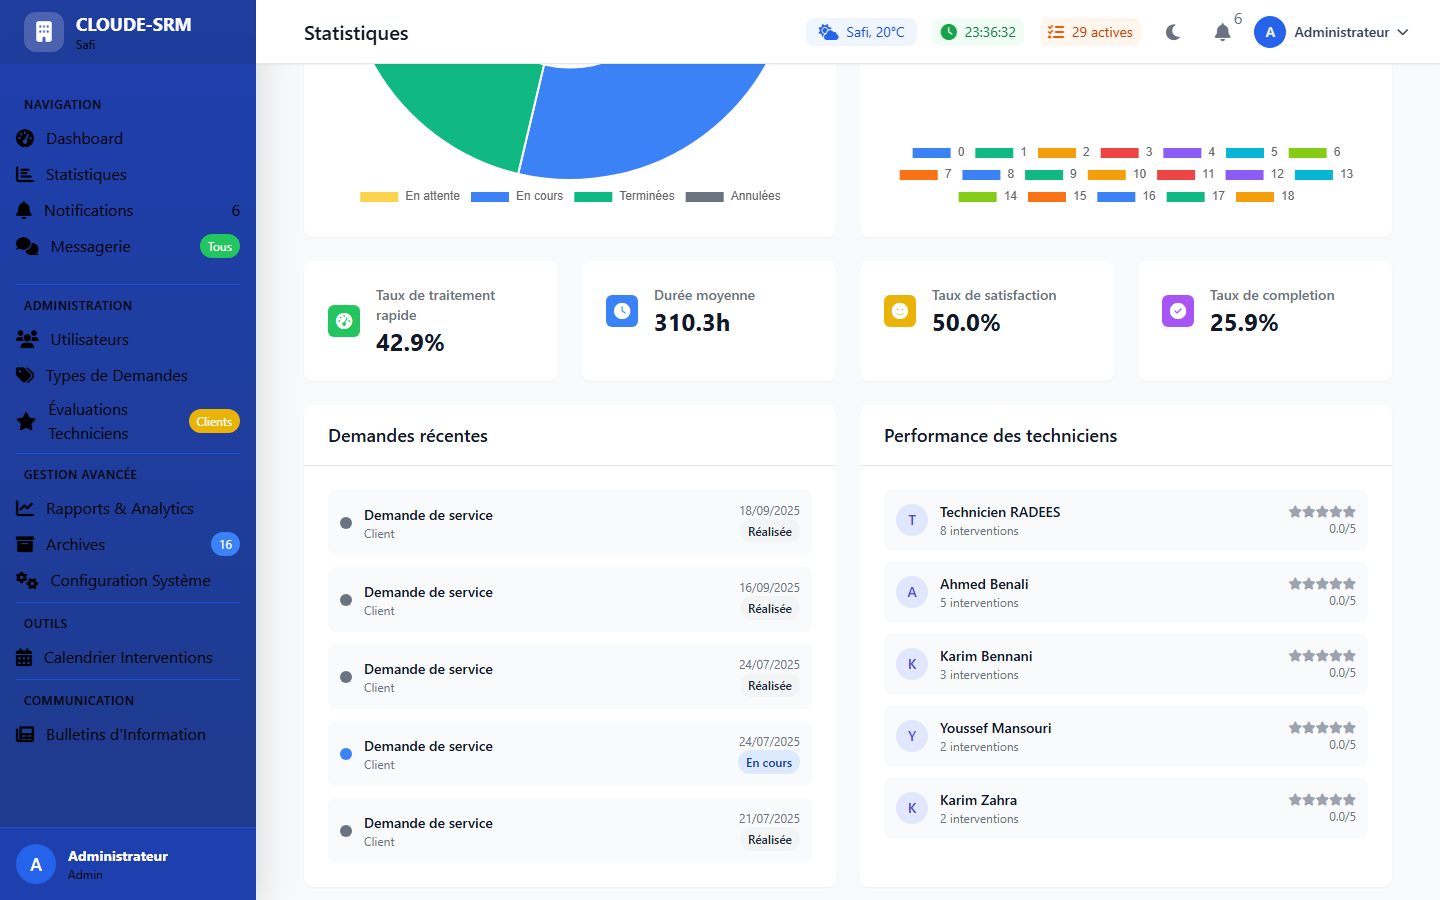 CLOUDE-SRM
Safi
NAVIGATION
Dashboard
Statistiques
Notifications 6
Messagerie Tous
ADMINISTRATION
Utilisateurs
Types de Demandes
Évaluations
Techniciens
Clients
GESTION AVANCÉE
Rapports & Analytics
Archives 16
Configuration Système
OUTILS
Calendrier Interventions
COMMUNICATION
Bulletins d'Information
A
Administrateur
Admin
Statistiques
Safi, 20°C
23:36:32
29 actives
6
A
Administrateur
En attente En cours Terminées Annulées
0 1 2 3 4 5 6
7 8 9 10 11 12 13
14 15 16 17 18
Taux de traitement
rapide
42.9%
Durée moyenne
310.3h
Taux de satisfaction
50.0%
Taux de completion
25.9%
Demandes récentes
Demande de service 18/09/2025
Client Réalisée
Demande de service 16/09/2025
Client Réalisée
Demande de service 24/07/2025
Client Réalisée
Demande de service 24/07/2025
Client En cours
Demande de service 21/07/2025
Client Réalisée
Performance des techniciens
T
Technicien RADEES
8 interventions 0.0/5
A
Ahmed Benali
5 interventions 0.0/5
K
Karim Bennani
3 interventions 0.0/5
Y
Youssef Mansouri
2 interventions 0.0/5
K
Karim Zahra
2 interventions 0.0/5